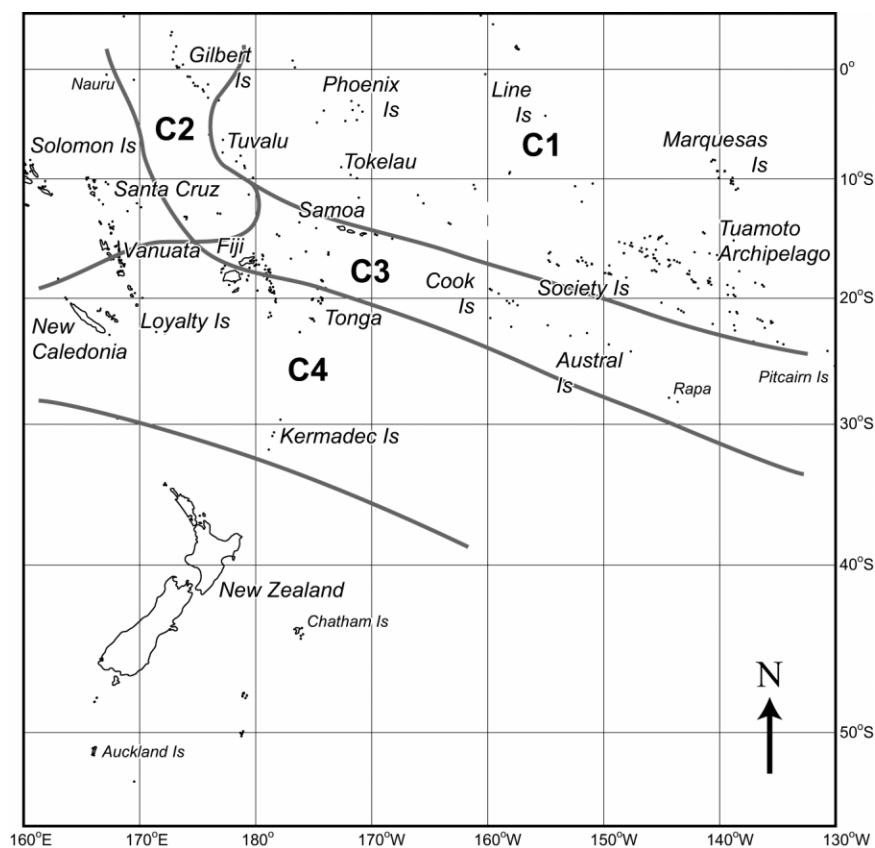 Gilbert
Is
0°
Nauru
Phoenix
Is
Line
Is
C2
C1
Solomon Is
Tuvalu
Marquesas
Is
Tokelau
10°S
Santa Cruz
Samoa
Tuamoto
Archipelago
Vanuata
Fiji
C3
Cook
Is
Society Is
20°S
New
Caledonia
Loyalty Is
Tonga
C4
Austral
Is
Rapa
Pitcairn Is
30°S
Kermadec Is
40°S
New Zealand
Chatham Is
N
50°S
Auckland Is
160°E
170°E
180°
170°W
160°W
150°W
140°W
130°W